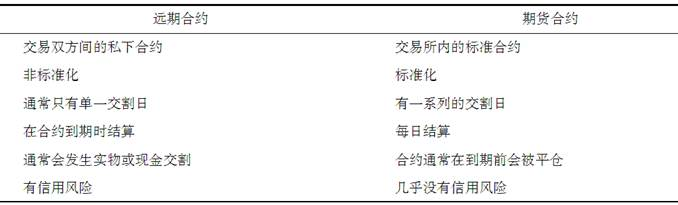 远期合约 期货合约
交易双方间的私下合约 交易所内的标准合约
非标准化 标准化
通常只有单一交割日 有一系列的交割日
在合约到期时结算 每日结算
通常会发生实物或现金交割 合约通常在到期前会被平仓
有信用风险 几乎没有信用风险